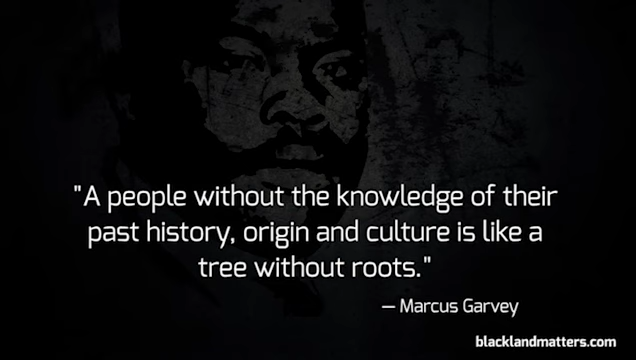 "A people without the knowledge of their
past history, origin and culture is like a
tree without roots."
— Marcus Garvey
blacklandmatters.com